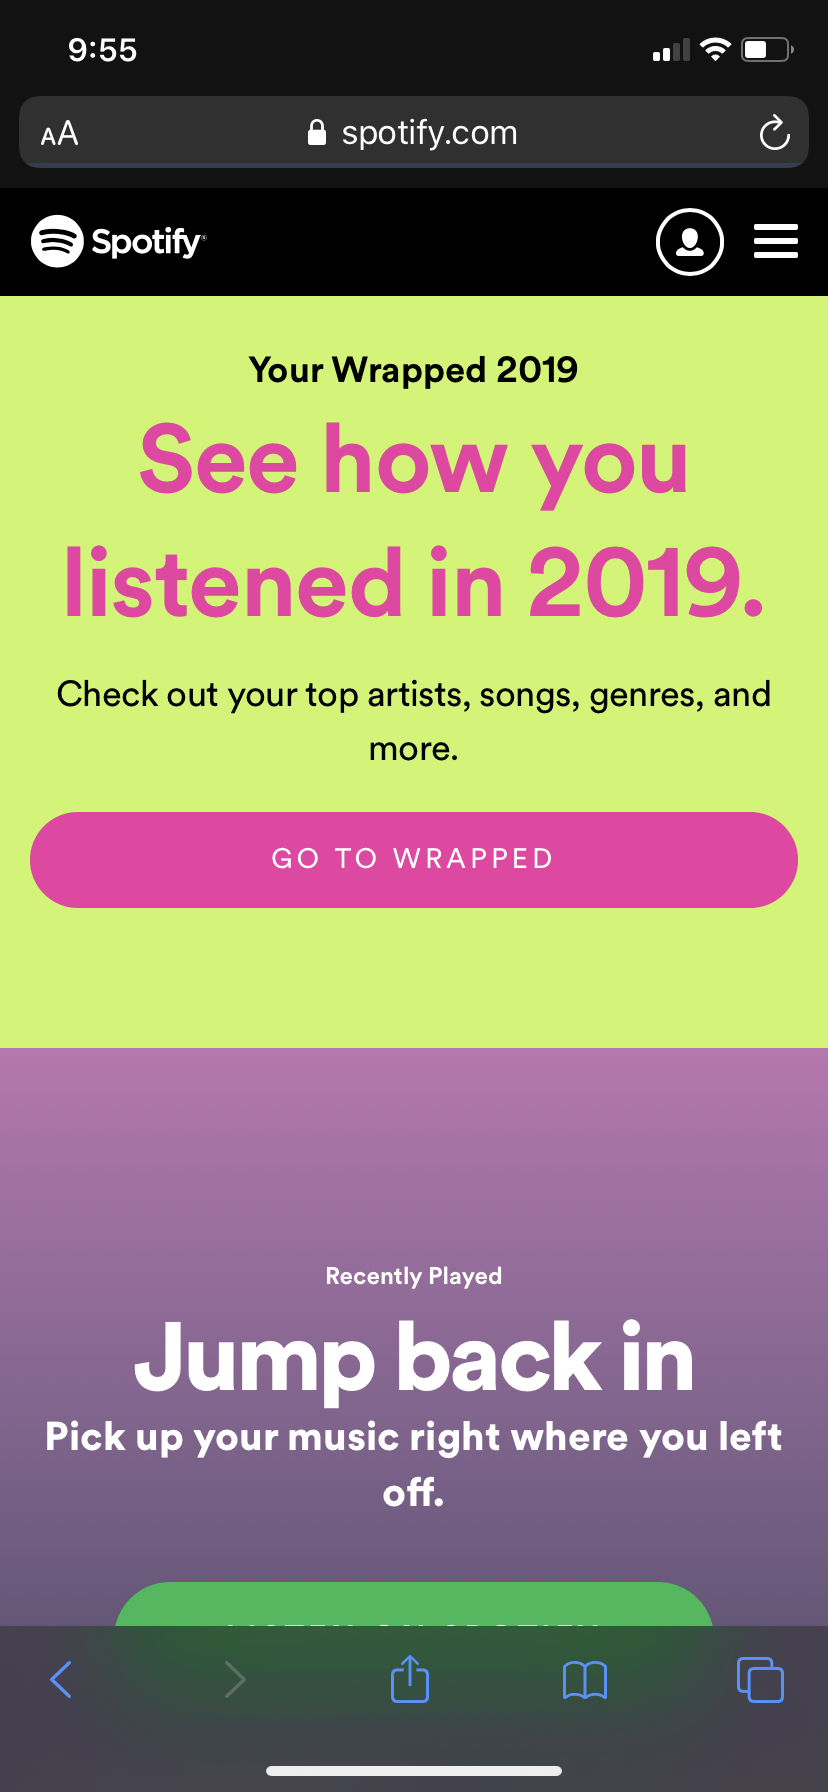 9:55
AA
spotify.com
Spotify
Your Wrapped 2019
See how you
listened in 2019.
Check out your top artists, songs, genres, and
more.
GO TO WRAPPED
Recently Played
Jump back in
Pick up your music right where you left
off.